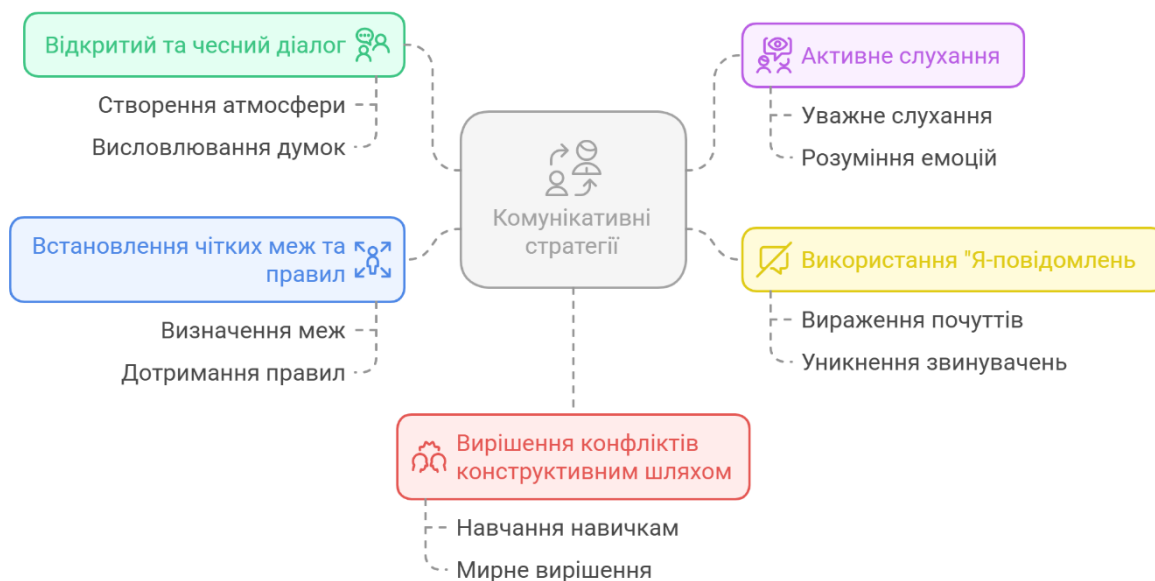 Відкритий та чесний діалог
Створення атмосфери
Висловлювання думок
Встановлення чітких меж та
правил
Визначення меж
Дотримання правил
Комунікативні
стратегії
Активне слухання
Уважне слухання
Розуміння емоцій
Використання "Я-повідомлень
Вираження почуттів
Уникнення звинувачень
Вирішення конфліктів
конструктивним шляхом
Навчання навичкам
Мирне вирішення